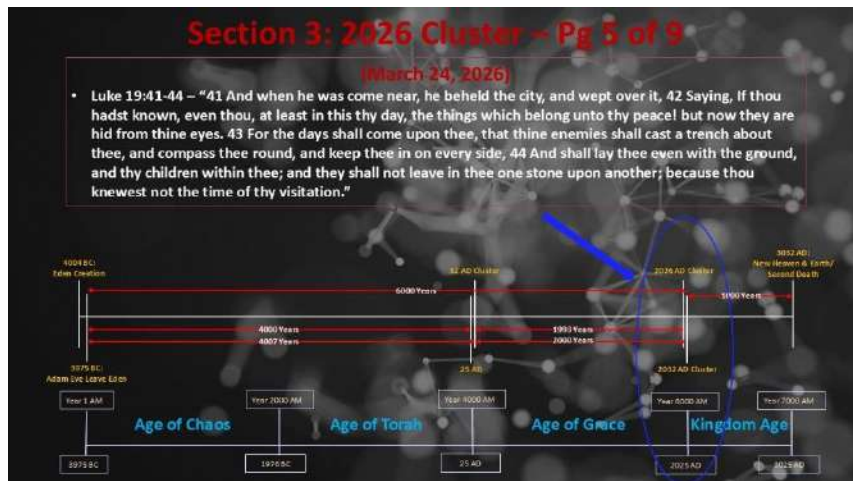 Section 3: 2026 Cluster – Pg 5 of 9
(March 24, 2026)
• Luke 19:41-44 – “41 And when he was come near, he beheld the city, and wept over it, 42 Saying, If thou
hadst known, even thou, at least in this thy day, the things which belong unto thy peace! but now they are
hid from thine eyes. 43 For the days shall come upon thee, that thine enemies shall cast a trench about
thee, and compass thee round, and keep thee in on every side, 44 And shall lay thee even with the ground,
and thy children within thee; and they shall not leave in thee one stone upon another; because thou
knewest not the time of thy visitation.”
4004 BC:
Eden Creation
32 AD Cluster
2026 AD Cluster
3032 AD:
New Heaven & Earth/
Second Death
6000 Years
1000 Years
4000 Years
1993 Years
4007 Years
2000 Years
3975 BC:
Adam Eve Leave Eden
25 AD
2032 AD Cluster
Year 1 AM
Year 2000 AM
Year 4000 AM
Year 6000 AM
Year 7000 AM
Age of Chaos
Age of Torah
Age of Grace
Kingdom Age
3975 BC
1976 BC
25 AD
2025 AD